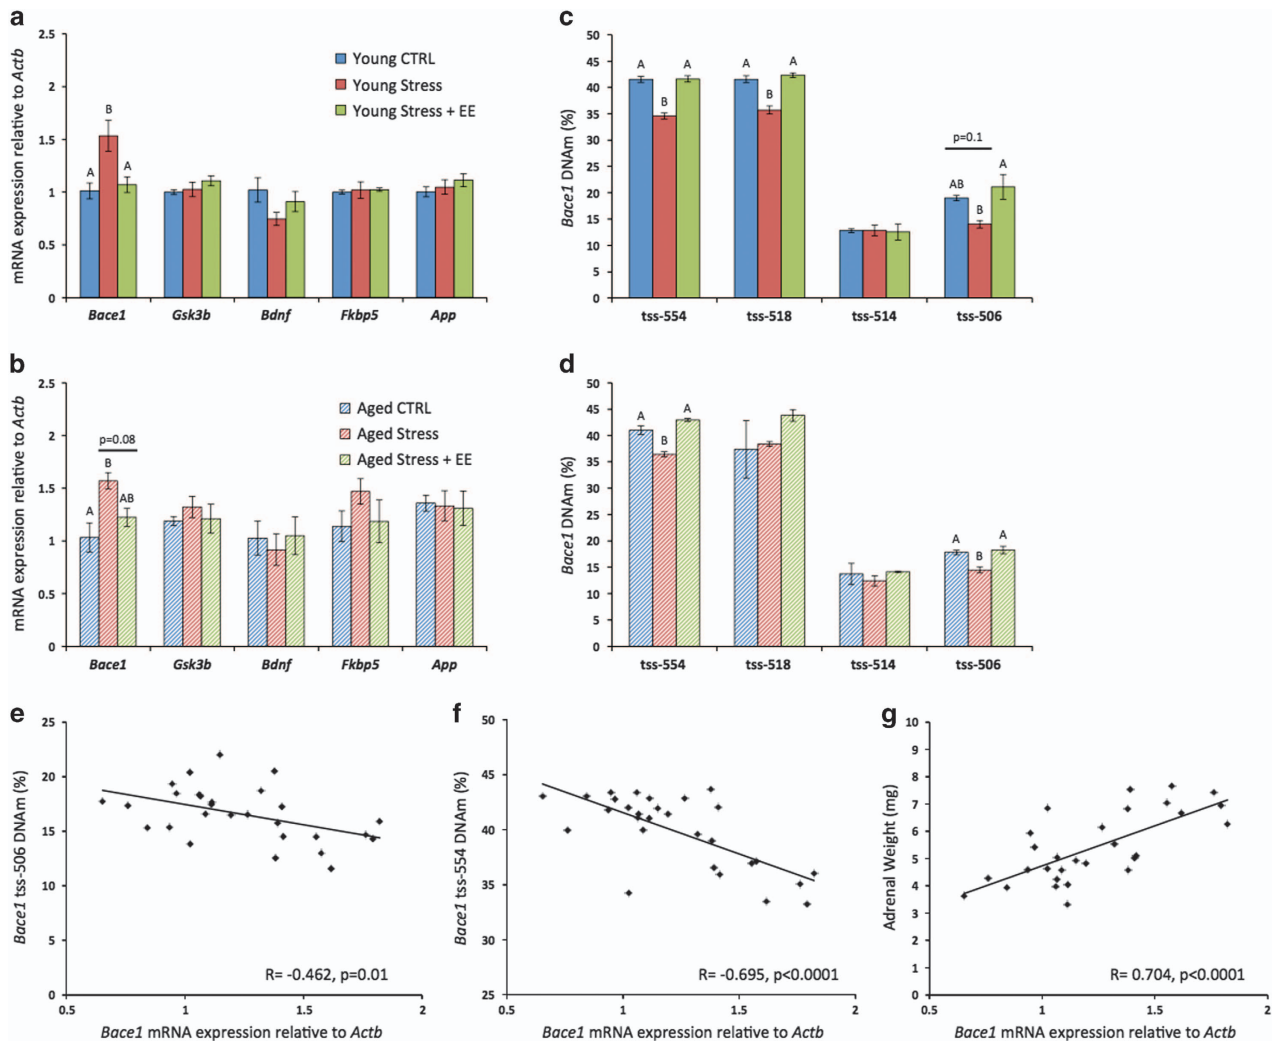 a
mRNA expression relative to Actb
2.5
2
1.5
1
0.5
0
Young CTRL
Young Stress
Young Stress + EE
A
B
A
Bace1 Gsk3b Bdnf Fkbp5 App
c
Bace1 DNAm (%)
50
45
40
35
30
25
20
15
10
5
0
A
B
A
A
B
A
p=0.1
AB
B
A
tss-554 tss-518 tss-514 tss-506
b
mRNA expression relative to Actb
2.5
2
1.5
1
0.5
0
Aged CTRL
Aged Stress
Aged Stress + EE
p=0.08
A
B
AB
Bace1 Gsk3b Bdnf Fkbp5 App
d
Bace1 DNAm (%)
50
45
40
35
30
25
20
15
10
5
0
A
B
A
A
B
A
tss-554 tss-518 tss-514 tss-506
e
Bace1 tss-506 DNAm (%)
25
20
15
10
5
0
R= -0.462, p=0.01
0.5 1 1.5 2
Bace1 mRNA expression relative to Actb
f
Bace1 tss-554 DNAm (%)
50
45
40
35
30
25
R= -0.695, p<0.0001
0.5 1 1.5 2
Bace1 mRNA expression relative to Actb
g
Adrenal Weight (mg)
10
9
8
7
6
5
4
3
2
1
0
R= 0.704, p<0.0001
0.5 1 1.5 2
Bace1 mRNA expression relative to Actb